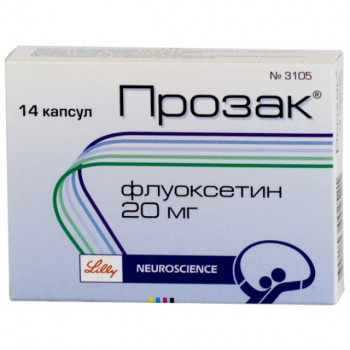 № 3105
14 капсул
Прозак®
флуоксетин
20 мг
Lilly
NEUROSCIENCE